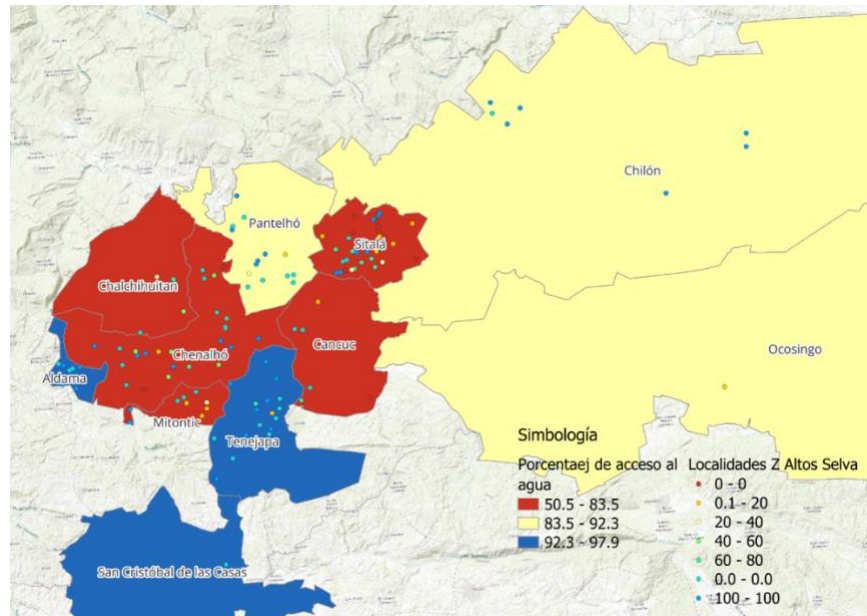 Chilón
Pantelhó
Sitalá
Chalchihuitan
Ocosingo
Chenalhó
Cancuc
Aldama
Mitontic
Tenejapa
San Cristóbal de las Casas
Simbología
Porcentaej de acceso al
agua
50.5 - 83.5
83.5 - 92.3
92.3 - 97.9
Localidades Z Altos Selva
0 - 0
0.1 - 20
20 - 40
40 - 60
60 - 80
0.0 - 0.0
100 - 100